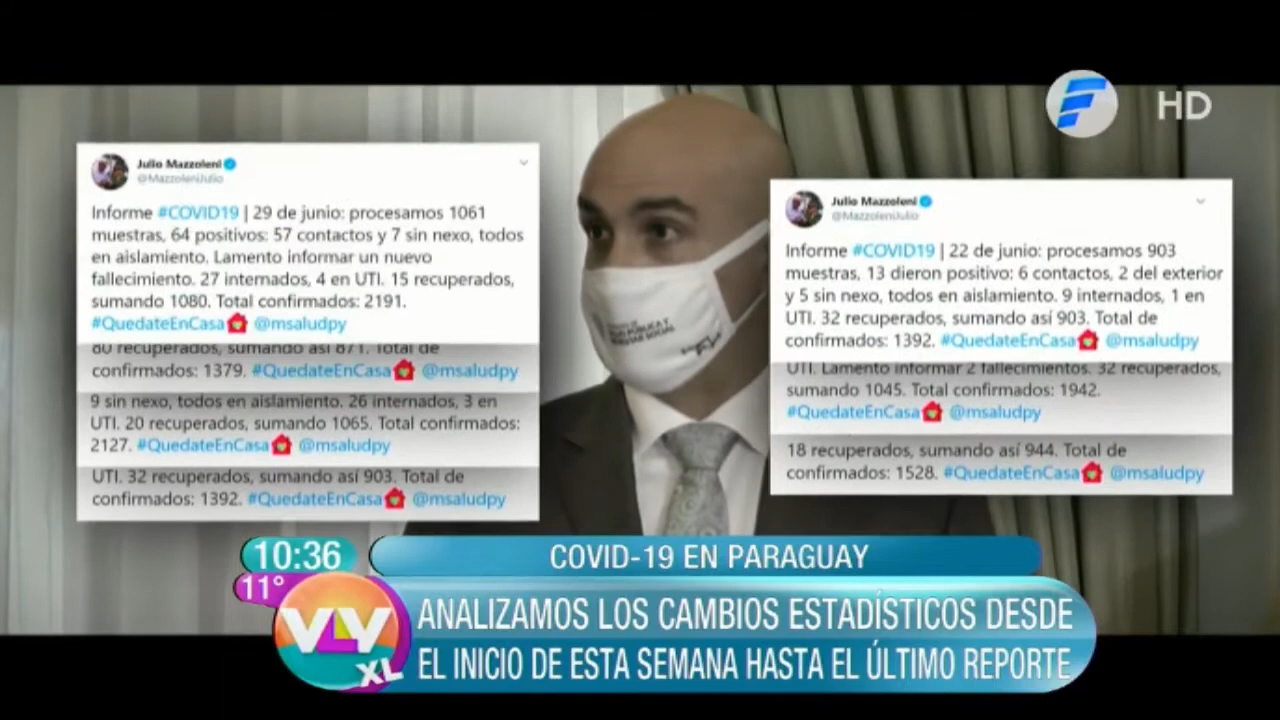 HD
Julio Mazzoleni
@MazzoleniJulio
Informe #COVID19 | 29 de junio: procesamos 1061
muestras, 64 positivos: 57 contactos y 7 sin nexo, todos
en aislamiento. Lamento informar un nuevo
fallecimiento. 27 internados, 4 en UTI. 15 recuperados,
sumando 1080. Total confirmados: 2191.
#QuedateEnCasa @msaludpy
80 recuperados, sumando así 871. Total de
confirmados: 1379. #QuedateEnCasa @msaludpy
9 sin nexo, todos en aislamiento. 26 internados, 3 en
UTI. 20 recuperados, sumando 1065. Total confirmados:
2127. #QuedateEnCasa @msaludpy
UTI. 32 recuperados, sumando así 903. Total de
confirmados: 1392. #QuedateEnCasa @msaludpy
Julio Mazzoleni
@MazzoleniJulio
Informe #COVID19 | 22 de junio: procesamos 903
muestras, 13 dieron positivo: 6 contactos, 2 del exterior
y 5 sin nexo, todos en aislamiento. 9 internados, 1 en
UTI. 32 recuperados, sumando así 903. Total de
confirmados: 1392. #QuedateEnCasa @msaludpy
UTI. Lamento informar 2 fallecimientos. 32 recuperados,
sumando 1045. Total confirmados: 1942.
#QuedateEnCasa @msaludpy
18 recuperados, sumando así 944. Total de
confirmados: 1528. #QuedateEnCasa @msaludpy
PÚBLICA Y
BIENESTAR SOCIAL
10:36
11°
VLV
XL
COVID-19 EN PARAGUAY
ANALIZAMOS LOS CAMBIOS ESTADÍSTICOS DESDE
EL INICIO DE ESTA SEMANA HASTA EL ÚLTIMO REPORTE